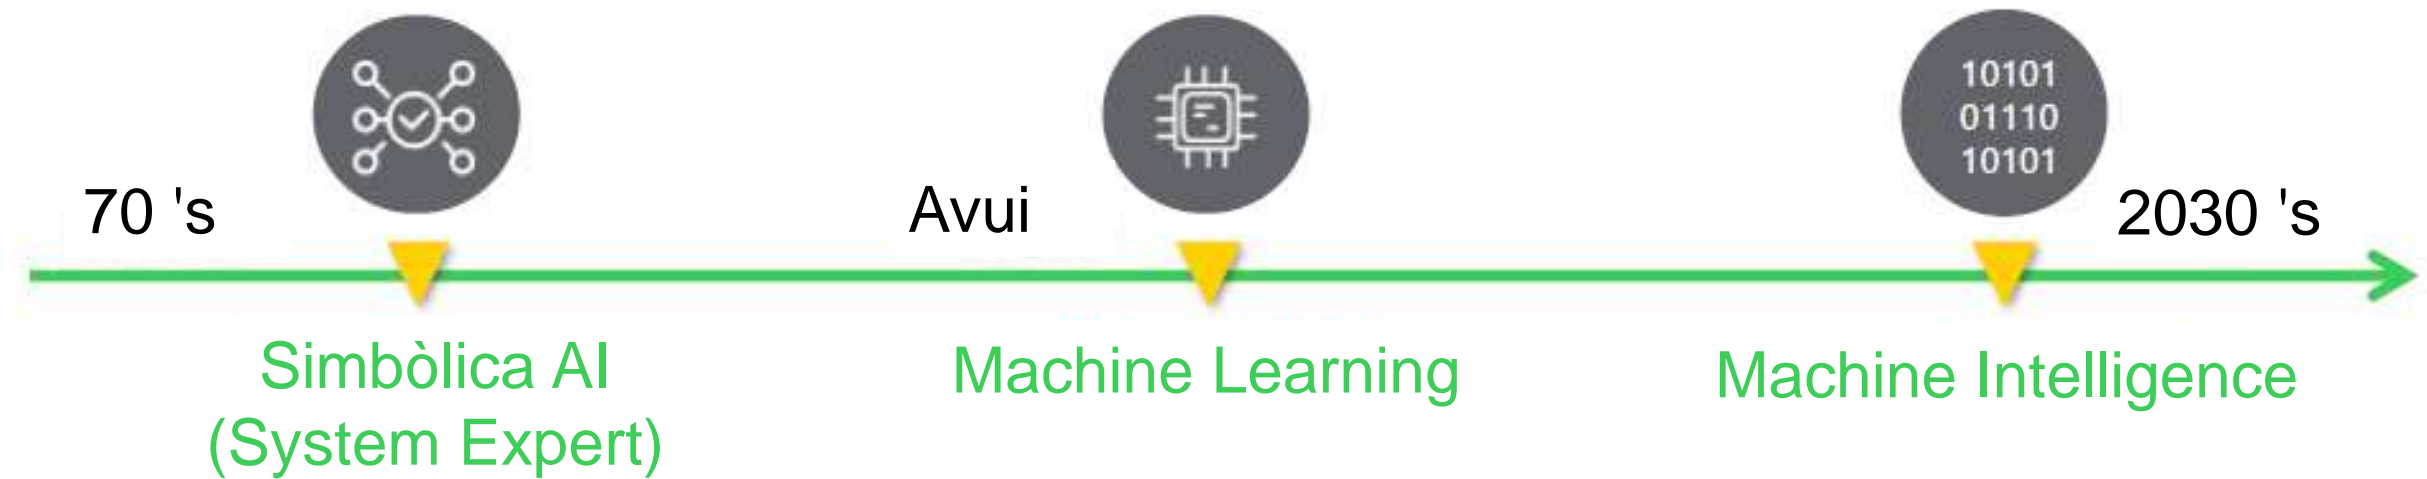 70 's
Avui
10101
01110
10101
2030 's
Simbòlica AI
(System Expert)
Machine Learning
Machine Intelligence